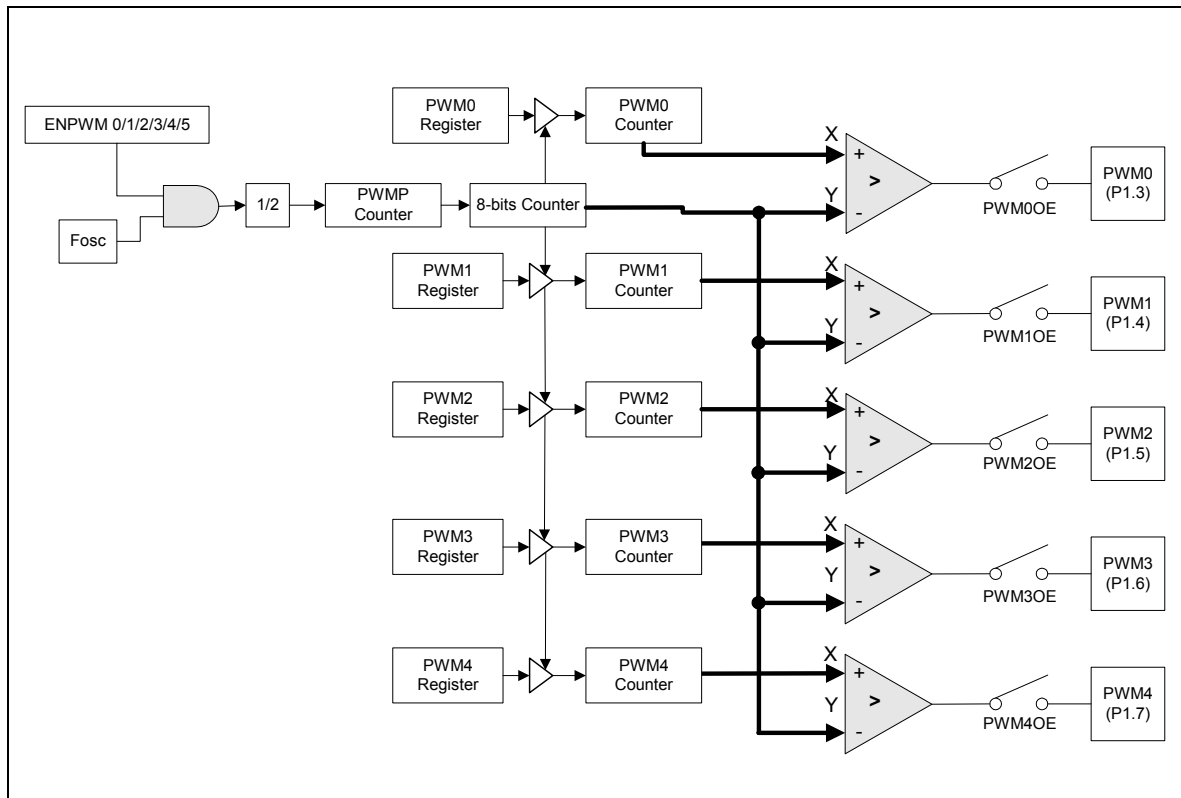 ENPWM 0/1/2/3/4/5
Fosc
1/2
PWMP
Counter
8-bits Counter
PWM0
Register
PWM0
Counter
X
+
>
Y
-
PWM0OE
PWM0
(P1.3)
PWM1
Register
PWM1
Counter
X
+
>
Y
-
PWM1OE
PWM1
(P1.4)
PWM2
Register
PWM2
Counter
X
+
>
Y
-
PWM2OE
PWM2
(P1.5)
PWM3
Register
PWM3
Counter
X
+
>
Y
-
PWM3OE
PWM3
(P1.6)
PWM4
Register
PWM4
Counter
X
+
>
Y
-
PWM4OE
PWM4
(P1.7)